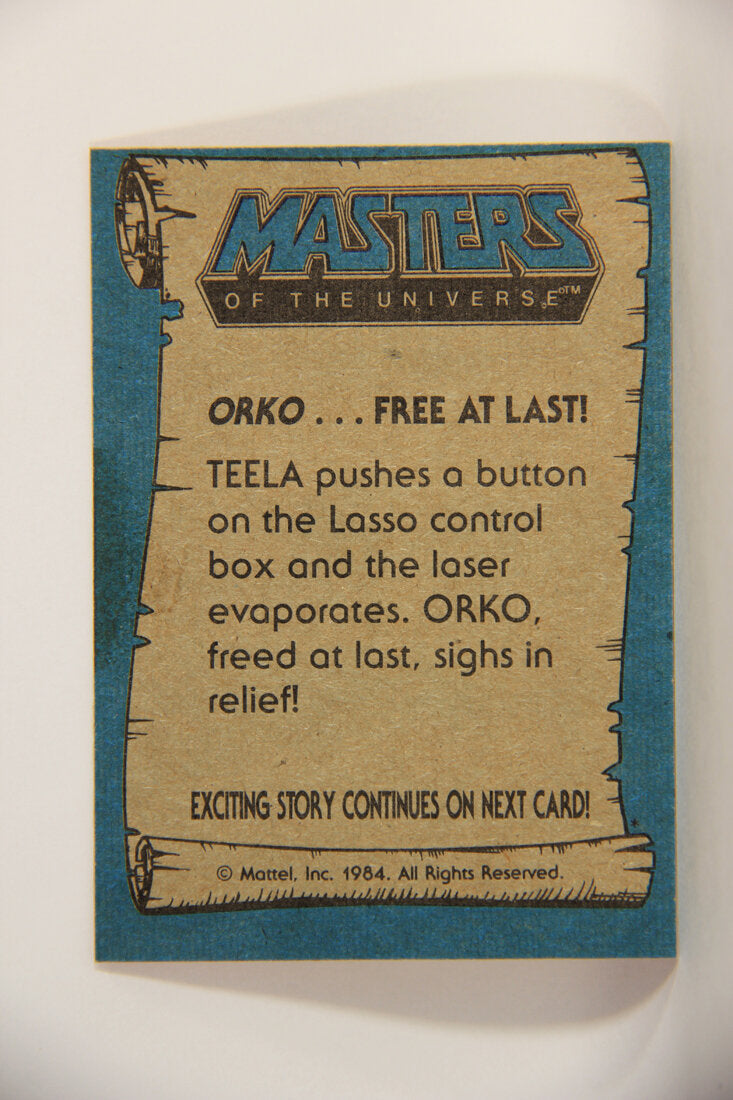 MASTERS
OF THE UNIVERSE™
ORKO . . . FREE AT LAST!
TEELA pushes a button
on the Lasso control
box and the laser
evaporates. ORKO,
freed at last, sighs in
relief!
EXCITING STORY CONTINUES ON NEXT CARD!
*
© Mattel, Inc. 1984. All Rights Reserved.